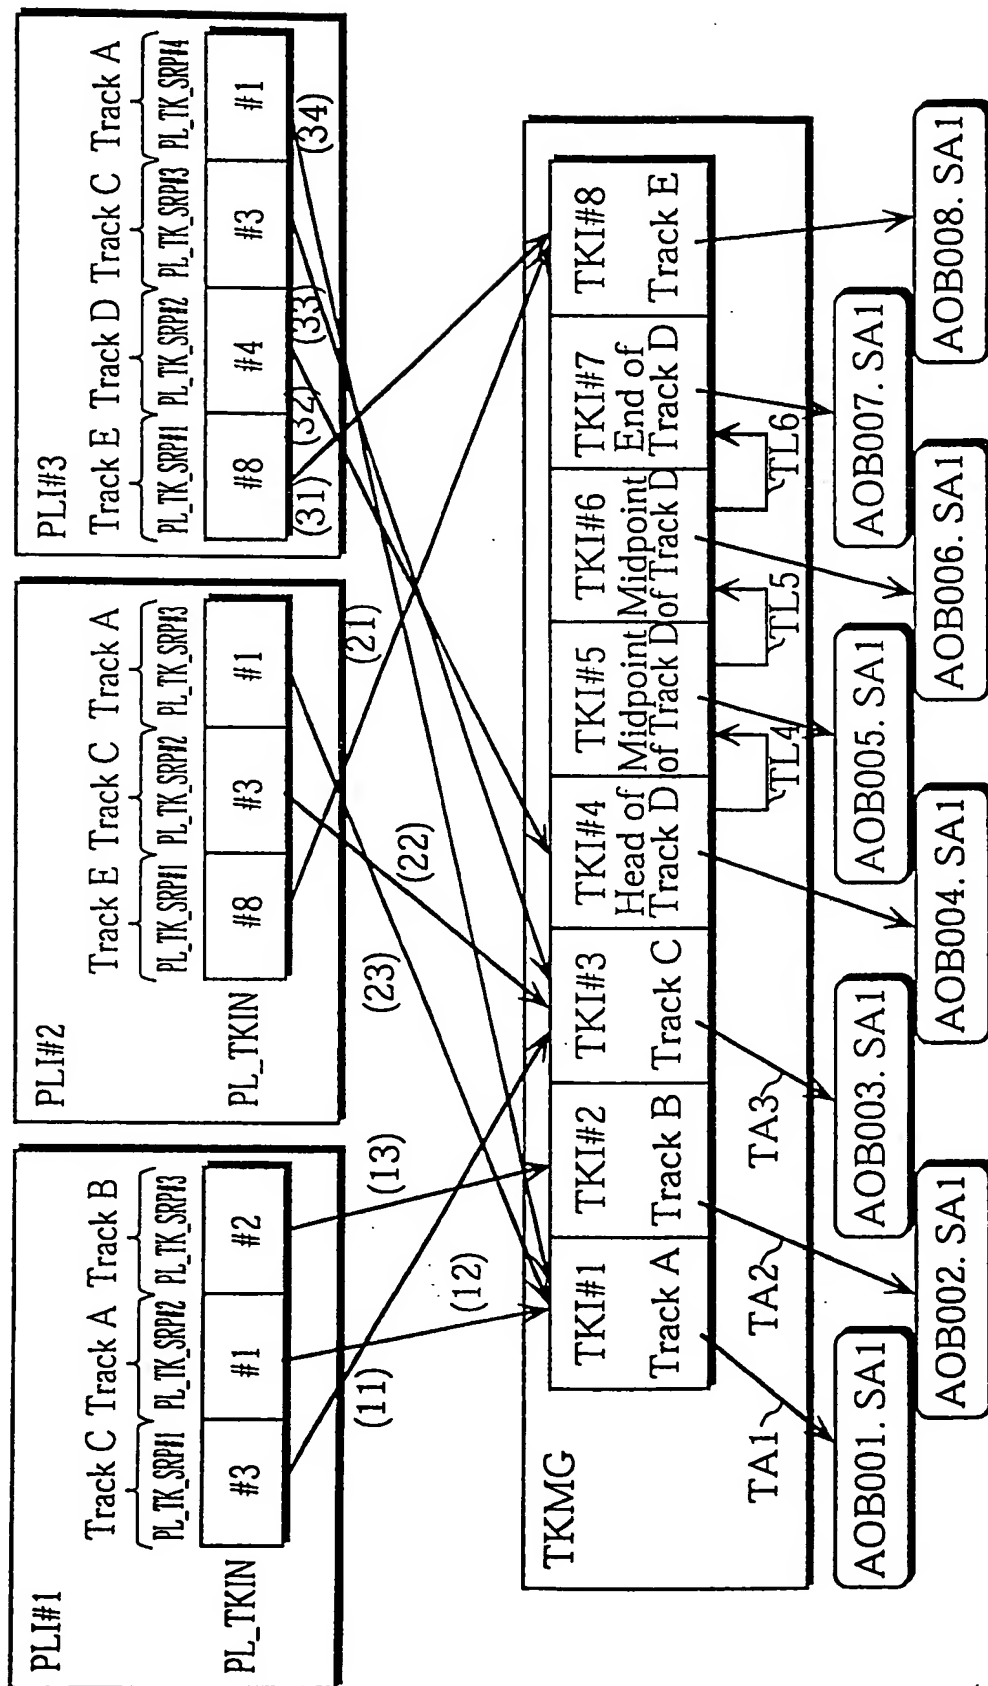 PLI#1
Track C Track A Track B
PL_TK_SRP#1 PL_TK_SRP#2 PL_TK_SRP#3
PL_TKIN
#3 #1 #2
(11)
(12)
(13)
PLI#2
Track E Track C Track A
PL_TK_SRP#1 PL_TK_SRP#2 PL_TK_SRP#3
PL_TKIN
#8 #3 #1
(23)
(22)
(21)
PLI#3
Track E Track D Track C Track A
PL_TK_SRP#1 PL_TK_SRP#2 PL_TK_SRP#3 PL_TK_SRP#4
#8 #4 #3 #1
(31)
(32)
(33)
(34)
TKMG
TKI#1
Track A
TKI#2
Track B
TKI#3
Track C
TKI#4
Head of
Track D
TKI#5
Midpoint
of Track D
TKI#6
Midpoint
of Track D
TKI#7
End of
Track D
TKI#8
Track E
TA1
TA2
TA3
TL4
TL5
TL6
AOB001. SA1
AOB002. SA1
AOB003. SA1
AOB004. SA1
AOB005. SA1
AOB006. SA1
AOB007. SA1
AOB008. SA1